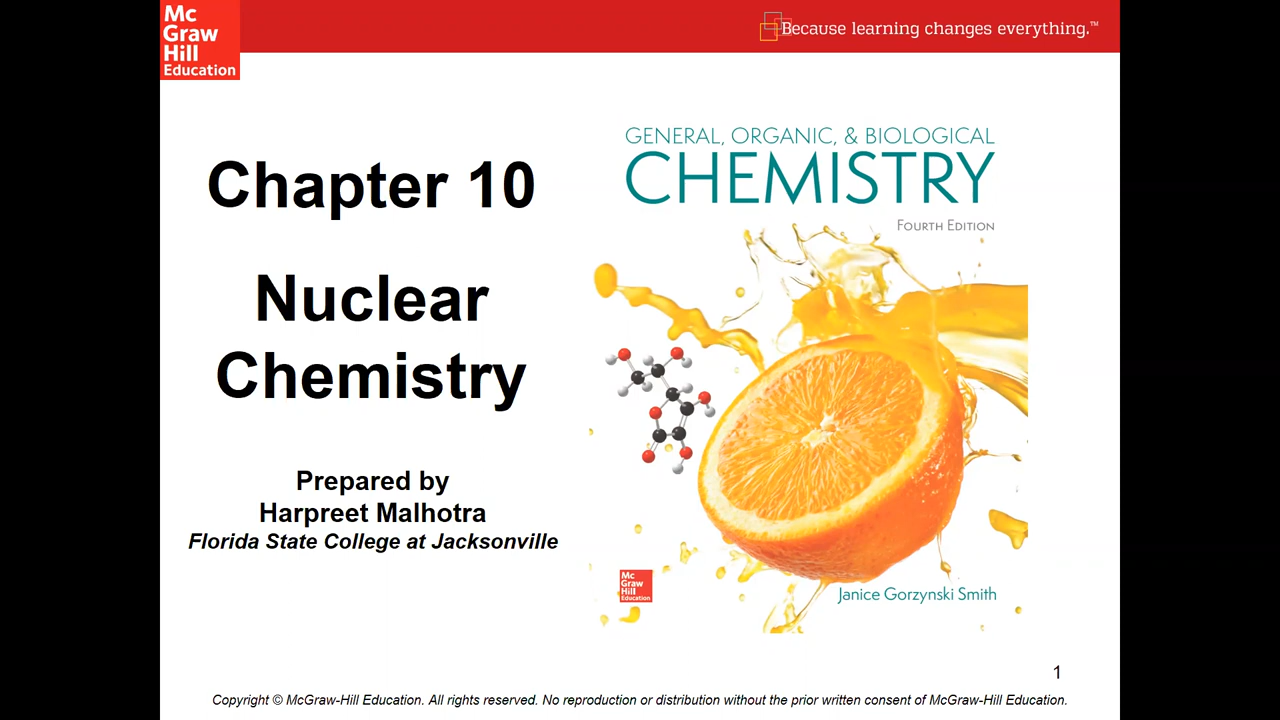 Mc
Graw
Hill
Education
Because learning changes everything.™
Chapter 10
Nuclear
Chemistry
Prepared by
Harpreet Malhotra
Florida State College at Jacksonville
GENERAL, ORGANIC, & BIOLOGICAL
CHEMISTRY
FOURTH EDITION
Mc
Graw
Hill
Education
Janice Gorzynski Smith
1
Copyright © McGraw-Hill Education. All rights reserved. No reproduction or distribution without the prior written consent of McGraw-Hill Education.